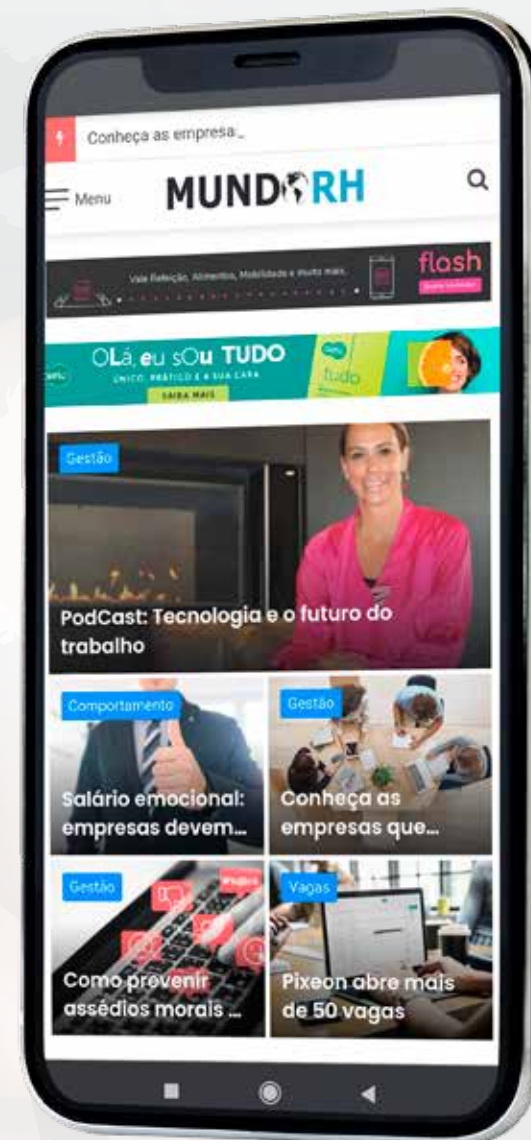 Conheça as empresa:_
Menu
MUNDO RH
Vale Refeição, Alimentos, Mobilidade e muito mais.
flash
OLá, eu sOu TUDO
ÚNICO, PRÁTICO E A SUA CARA
SAIBA MAIS
tudo
Gestão
PodCast: Tecnologia e o futuro do
trabalho
Comportamento
Salário emocional:
empresas devem...
Gestão
Conheça as
empresas que...
Gestão
Como prevenir
assédios morais ...
Vagas
Pixeon abre mais
de 50 vagas